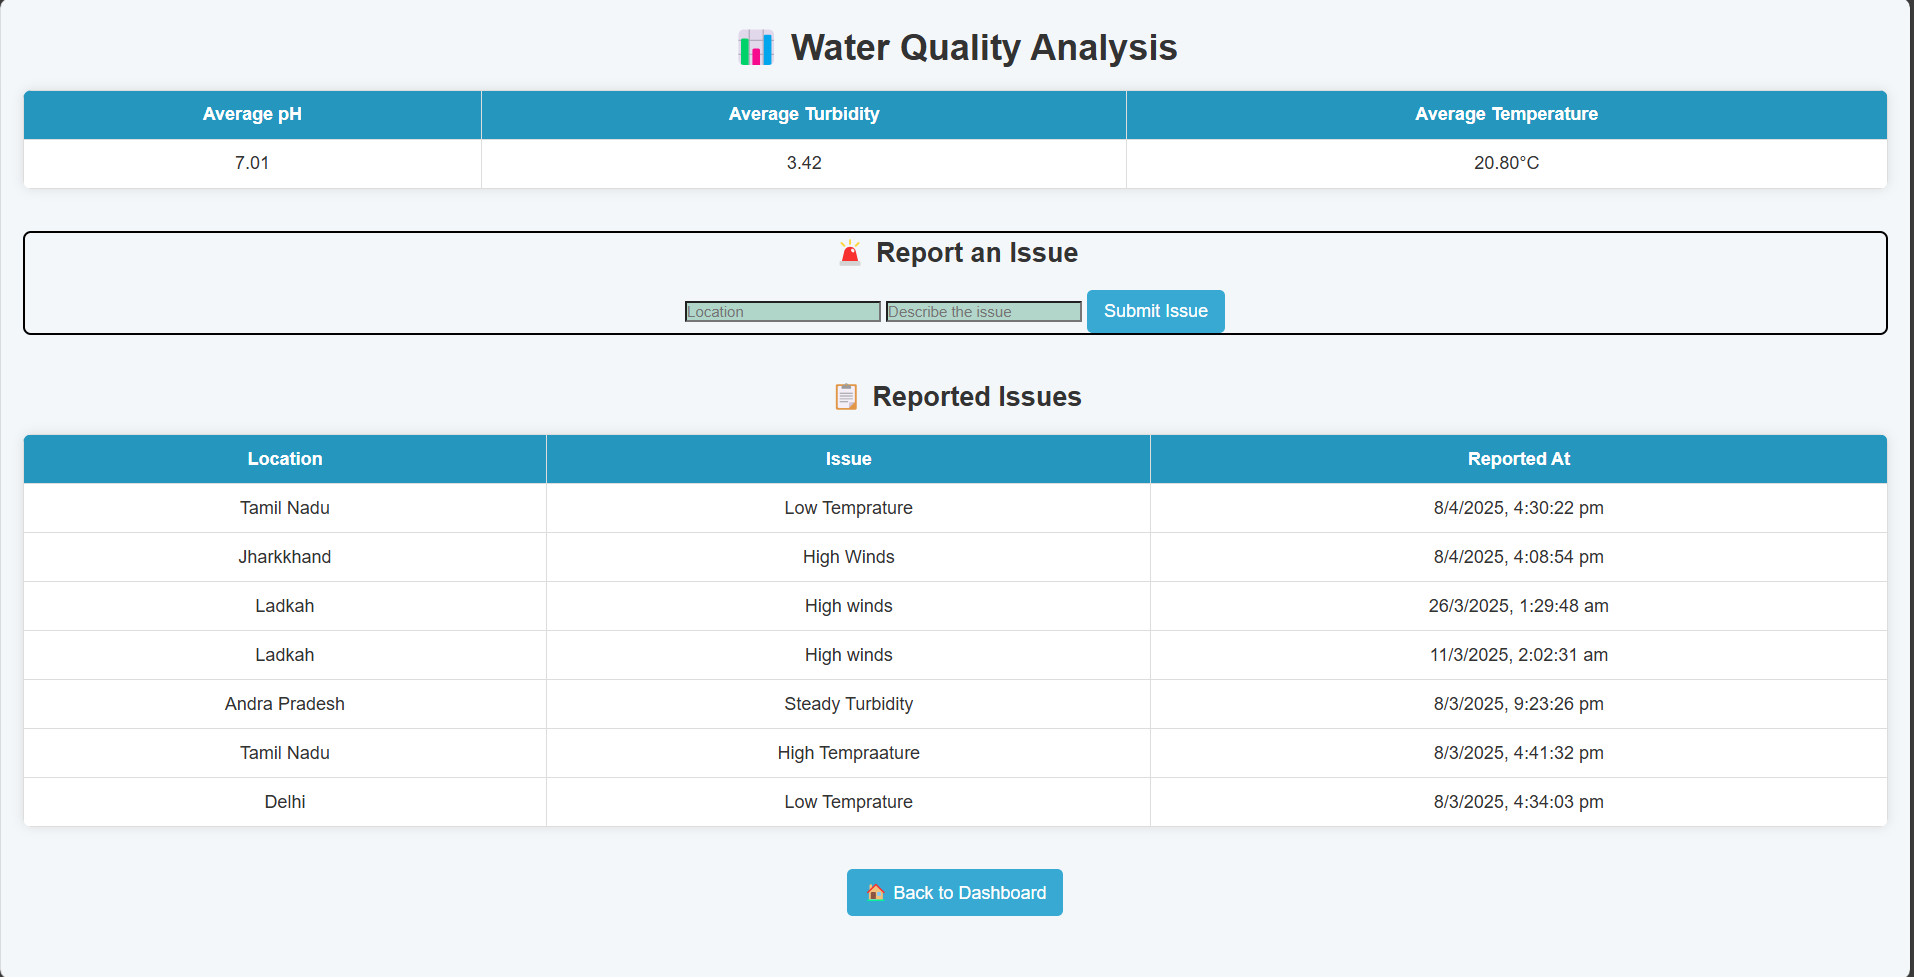 Water Quality Analysis
Average pH Average Turbidity Average Temperature
7.01 3.42 20.80°C
Report an Issue
Location Describe the issue Submit Issue
Reported Issues
Location Issue Reported At
Tamil Nadu Low Temprature 8/4/2025, 4:30:22 pm
Jharkkhand High Winds 8/4/2025, 4:08:54 pm
Ladkah High winds 26/3/2025, 1:29:48 am
Ladkah High winds 11/3/2025, 2:02:31 am
Andra Pradesh Steady Turbidity 8/3/2025, 9:23:26 pm
Tamil Nadu High Tempraature 8/3/2025, 4:41:32 pm
Delhi Low Temprature 8/3/2025, 4:34:03 pm
Back to Dashboard